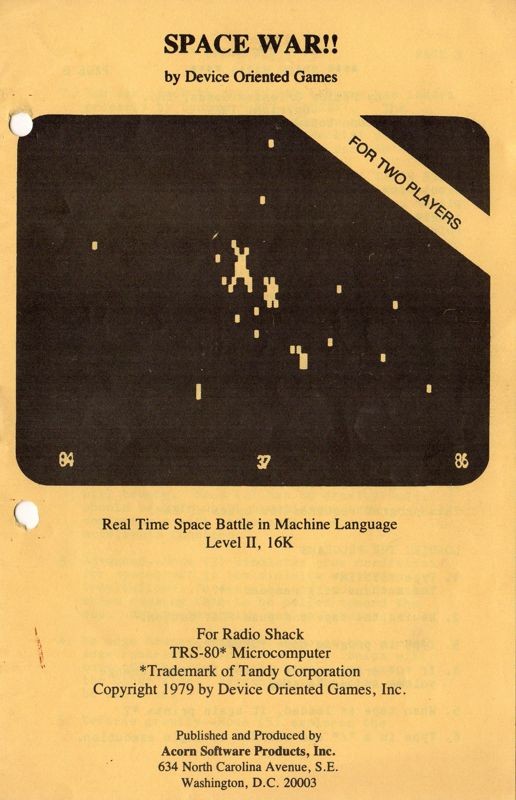 SPACE WAR!!
by Device Oriented Games
FOR TWO PLAYERS
84 37 86
Real Time Space Battle in Machine Language
Level II, 16K
For Radio Shack
TRS-80* Microcomputer
*Trademark of Tandy Corporation
Copyright 1979 by Device Oriented Games, Inc.
Published and Produced by
Acorn Software Products, Inc.
634 North Carolina Avenue, S.E.
Washington, D.C. 20003